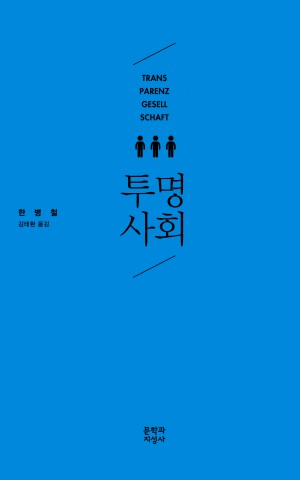 TRANS
PARENZ
GESELL
SCHAFT
투명
사회
한병철
김태환 옮김
문학과
지성사